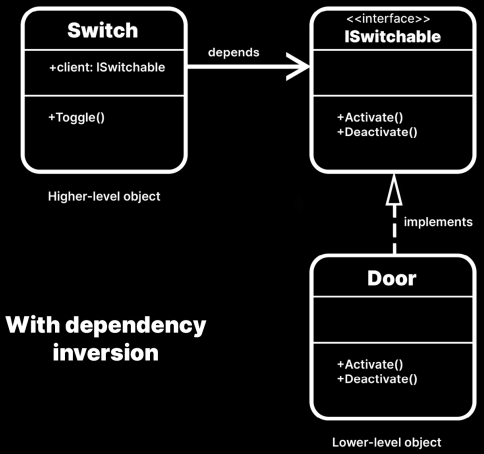 Switch
+client: ISwitchable
+Toggle()
Higher-level object
depends
<<interface>>
ISwitchable
+Activate()
+Deactivate()
implements
Door
+Activate()
+Deactivate()
Lower-level object
With dependency
inversion